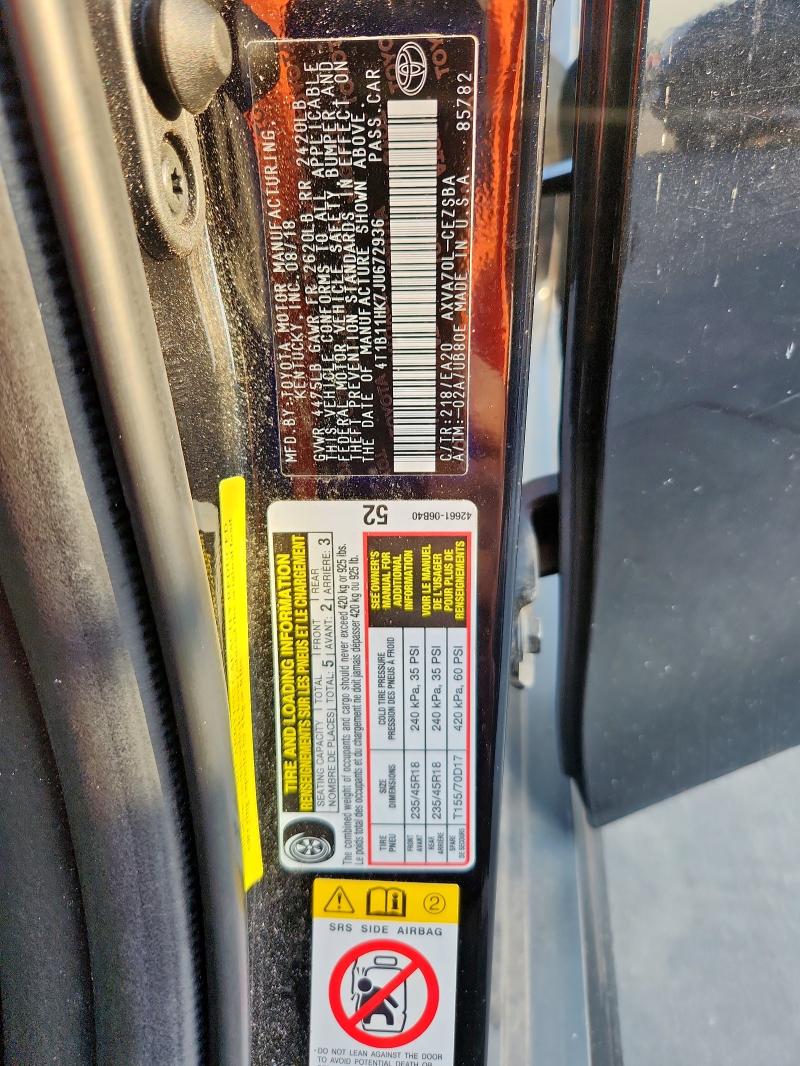 MFD.BY:TOYOTA MOTOR MANUFACTURING,
KENTUCKY, INC. 08/18
GVWR 4475LB GAWR FR 2620LB RR 2420LB
THIS VEHICLE CONFORMS TO ALL APPLICABLE
FEDERAL MOTOR VEHICLE SAFETY, BUMPER, AND
THEFT PREVENTION STANDARDS IN EFFECT ON
THE DATE OF MANUFACTURE SHOWN ABOVE.
4T1B11HK7JU672936 PASS. CAR
C/TR:218/EA20 AXVA70L-CEZSBA
A/TM:-02A/UB80E MADE IN U.S.A. 85782
TIRE AND LOADING INFORMATION
RENSEIGNEMENTS SUR LES PNEUS ET LE CHARGEMENT
SEATING CAPACITY TOTAL 5 FRONT 2 REAR 3
NOMBRE DE PLACES TOTAL: AVANT: ARRIÈRE:
The combined weight of occupants and cargo should never exceed 420 kg or 925 lbs.
Le poids total des occupants et du chargement ne doit jamais dépasser 420 kg ou 925 lb.
TIRE SIZE COLD TIRE PRESSURE
PNEU DIMENSIONS PRESSION DES PNEUS À FROID
FRONT AVANT 235/45R18 240 kPa, 35 PSI
REAR ARRIÈRE 235/45R18 240 kPa, 35 PSI
SPARE DE SECOURS T155/70D17 420 kPa, 60 PSI
SEE OWNER'S
MANUAL FOR
ADDITIONAL
INFORMATION
VOIR LE MANUEL
DE L'USAGER
POUR PLUS DE
RENSEIGNEMENTS
52
42661-06B40
2
SRS SIDE AIRBAG
·DO NOT LEAN AGAINST THE DOOR
TO AVOID POTENTIAL DEATH OR